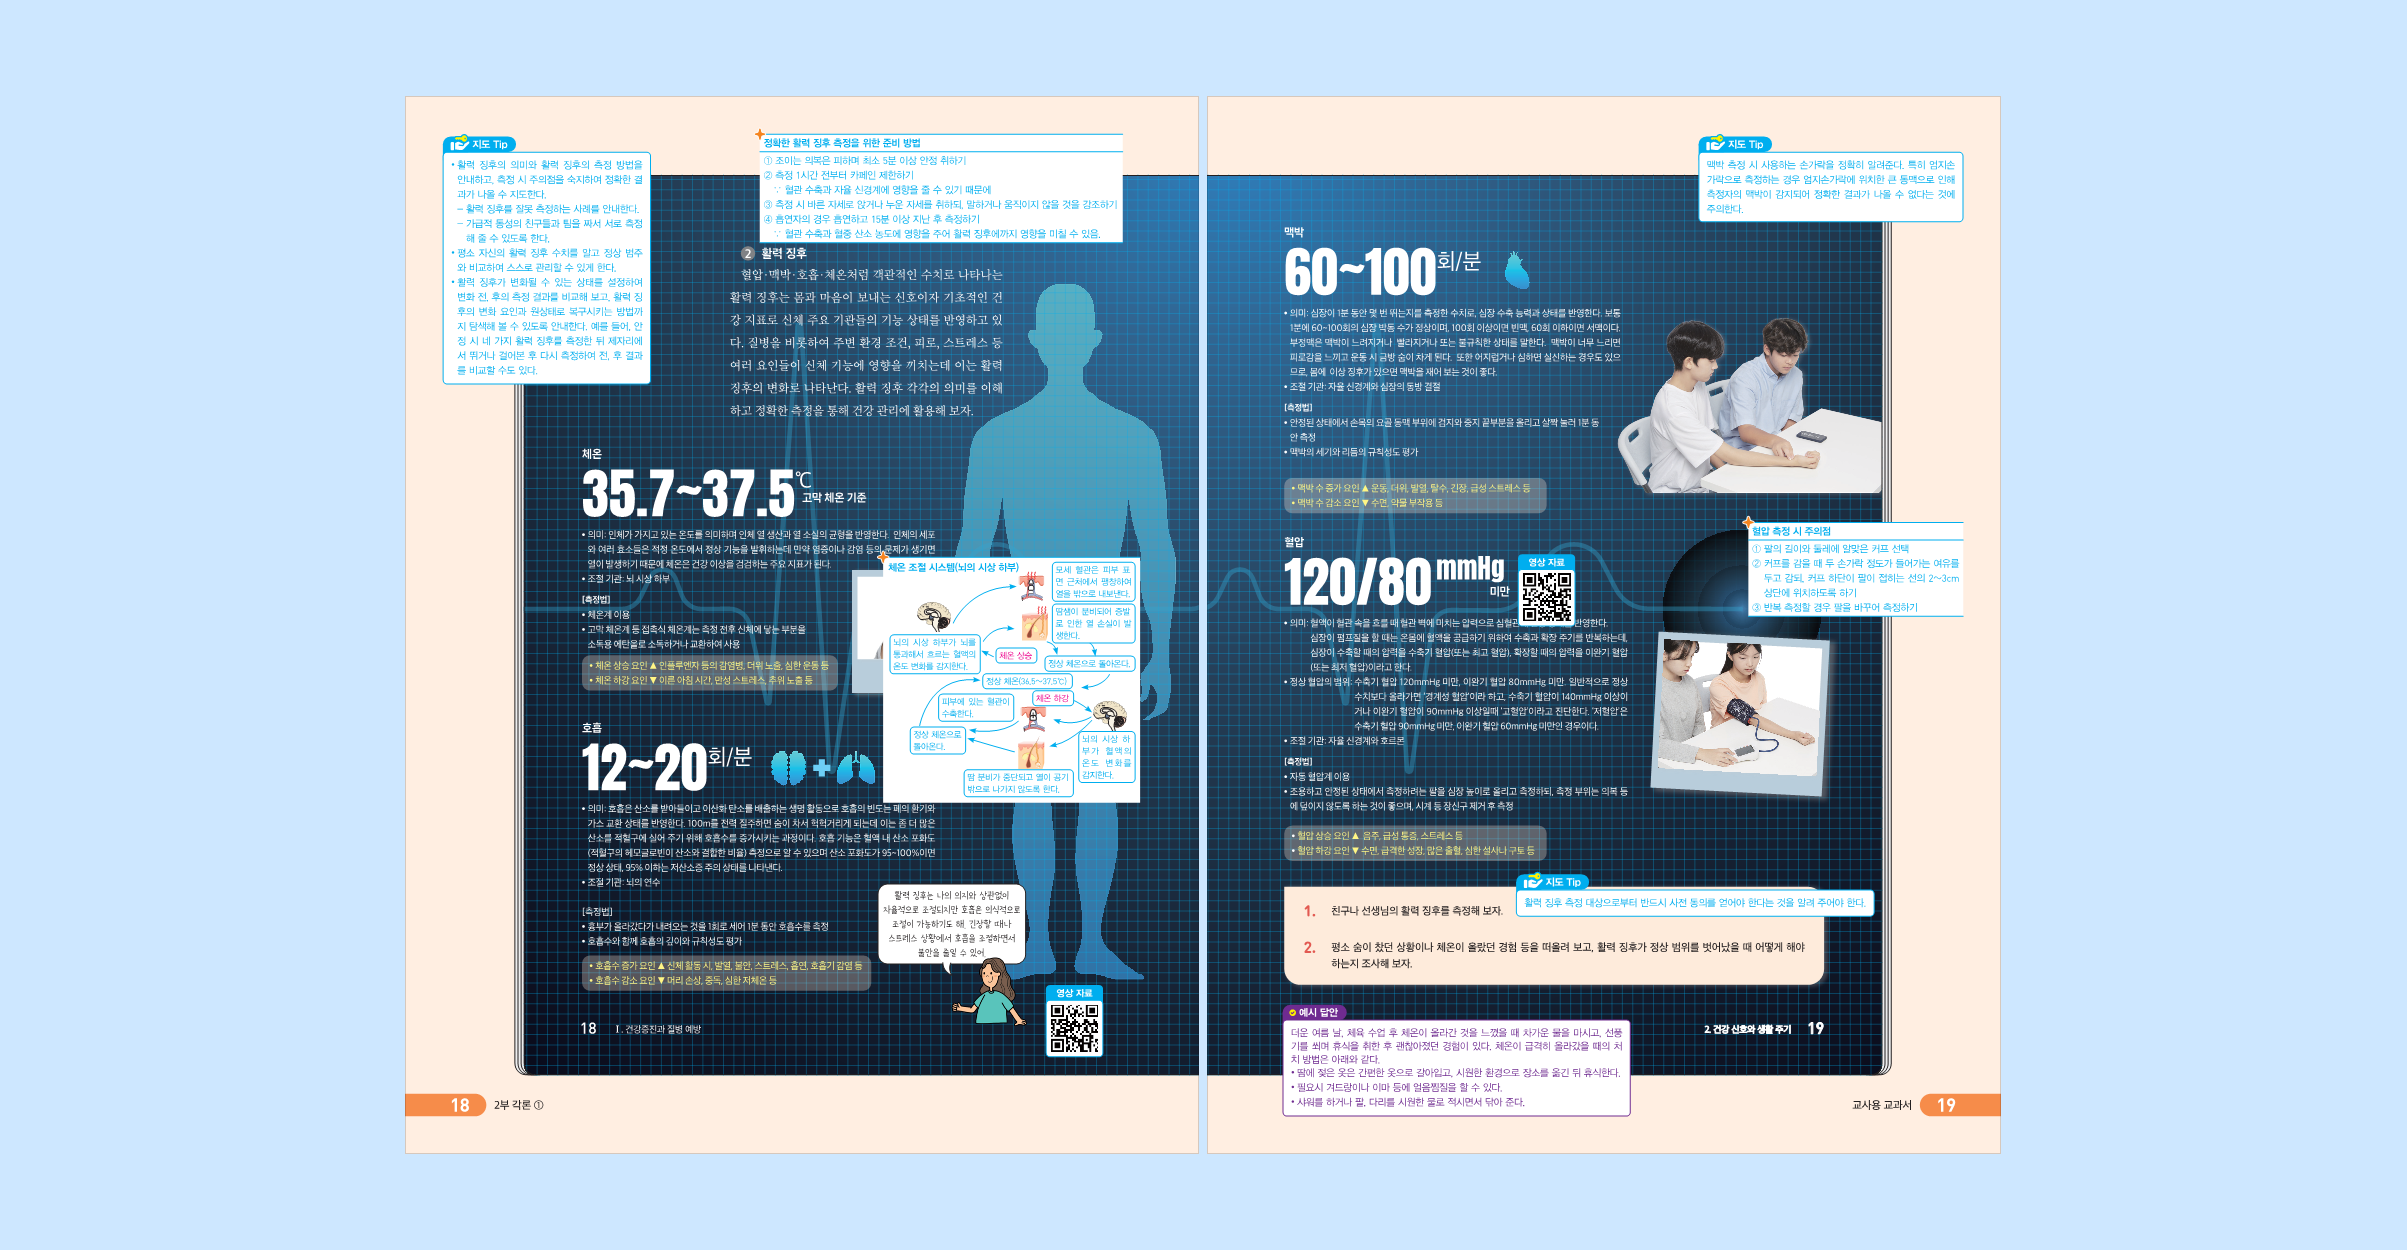 지도 Tip
• 활력 징후의 의미와 활력 징후의 측정 방법을
안내하고, 측정 시 주의점을 숙지하여 정확한 결
과가 나올 수 지도한다.
– 활력 징후를 잘못 측정하는 사례를 안내한다.
– 가급적 동성의 친구들과 팀을 짜서 서로 측정
해 줄 수 있도록 한다.
• 평소 자신의 활력 징후 수치를 알고 정상 범주
와 비교하여 스스로 관리할 수 있게 한다.
• 활력 징후가 변화될 수 있는 상태를 설정하여
변화 전, 후의 측정 결과를 비교해 보고, 활력 징
후의 변화 요인과 원상태로 복구시키는 방법까
지 탐색해 볼 수 있도록 안내한다. 예를 들어, 안
정 시 네 가지 활력 징후를 측정한 뒤 제자리에
서 뛰거나 걸어본 후 다시 측정하여 전, 후 결과
를 비교할 수도 있다.
정확한 활력 징후 측정을 위한 준비 방법
① 조이는 의복은 피하며 최소 5분 이상 안정 취하기
② 측정 1시간 전부터 카페인 제한하기
∵ 혈관 수축과 자율 신경계에 영향을 줄 수 있기 때문에
③ 측정 시 바른 자세로 앉거나 누운 자세를 취하되, 말하거나 움직이지 않을 것을 강조하기
④ 흡연자의 경우 흡연하고 15분 이상 지난 후 측정하기
∵ 혈관 수축과 혈중 산소 농도에 영향을 주어 활력 징후에까지 영향을 미칠 수 있음.
2 활력 징후
혈압·맥박·호흡·체온처럼 객관적인 수치로 나타나는
활력 징후는 몸과 마음이 보내는 신호이자 기초적인 건
강 지표로 신체 주요 기관들의 기능 상태를 반영하고 있
다. 질병을 비롯하여 주변 환경 조건, 피로, 스트레스 등
여러 요인들이 신체 기능에 영향을 끼치는데 이는 활력
징후의 변화로 나타난다. 활력 징후 각각의 의미를 이해
하고 정확한 측정을 통해 건강 관리에 활용해 보자.
체온
35.7~37.5℃
고막 체온 기준
• 의미: 인체가 가지고 있는 온도를 의미하며 인체 열 생산과 열 소실의 균형을 반영한다. 인체의 세포
와 여러 효소들은 적정 온도에서 정상 기능을 발휘하는데 만약 염증이나 감염 등의 문제가 생기면
열이 발생하기 때문에 체온은 건강 이상을 검검하는 주요 지표가 된다.
• 조절 기관: 뇌 시상 하부
[측정법]
• 체온계 이용
• 고막 체온계 등 접촉식 체온계는 측정 전후 신체에 닿는 부분을
소독용 에탄올로 소독하거나 교환하여 사용
• 체온 상승 요인 ▲ 인플루엔자 등의 감염병, 더위 노출, 심한 운동 등
• 체온 하강 요인 ▼ 이른 아침 시간, 만성 스트레스, 추위 노출 등
체온 조절 시스템(뇌의 시상 하부)
모세 혈관은 피부 표
면 근처에서 팽창하여
열을 밖으로 내보낸다.
땀샘이 분비되어 증발
로 인한 열 손실이 발
생한다.
뇌의 시상 하부가 뇌를
통과해서 흐르는 혈액의
온도 변화를 감지한다.
체온 상승
정상 체온으로 돌아온다.
정상 체온(36.5~37.5℃)
체온 하강
피부에 있는 혈관이
수축한다.
정상 체온으로
돌아온다.
뇌의 시상 하
부가 혈액의
온도 변화를
감지한다.
땀 분비가 중단되고 열이 공기
밖으로 나가지 않도록 한다.
호흡
12~20회/분
• 의미: 호흡은 산소를 받아들이고 이산화 탄소를 배출하는 생명 활동으로 호흡의 빈도는 폐의 환기와
가스 교환 상태를 반영한다. 100m를 전력 질주하면 숨이 차서 헉헉거리게 되는데 이는 좀 더 많은
산소를 적혈구에 실어 주기 위해 호흡수를 증가시키는 과정이다. 호흡 기능은 혈액 내 산소 포화도
(적혈구의 헤모글로빈이 산소와 결합한 비율) 측정으로 알 수 있으며 산소 포화도가 95~100%이면
정상 상태, 95% 이하는 저산소증 주의 상태를 나타낸다.
• 조절 기관: 뇌의 연수
[측정법]
• 흉부가 올라갔다가 내려오는 것을 1회로 세어 1분 동안 호흡수를 측정
• 호흡수와 함께 호흡의 깊이와 규칙성도 평가
• 호흡수 증가 요인 ▲ 신체 활동 시, 발열, 불안, 스트레스, 흡연, 호흡기 감염 등
• 호흡수 감소 요인 ▼ 머리 손상, 중독, 심한 저체온 등
활력 징후는 나의 의지와 상관없이
자율적으로 조절되지만 호흡은 의식적으로
조절이 가능하기도 해. 긴장할 때나
스트레스 상황에서 호흡을 조절하면서
불안을 줄일 수 있어.
영상 자료
18 Ⅰ. 건강증진과 질병 예방
18 2부 각론 ①
지도 Tip
맥박 측정 시 사용하는 손가락을 정확히 알려준다. 특히 엄지손
가락으로 측정하는 경우 엄지손가락에 위치한 큰 동맥으로 인해
측정자의 맥박이 감지되어 정확한 결과가 나올 수 없다는 것에
주의한다.
맥박
60~100회/분
• 의미: 심장이 1분 동안 몇 번 뛰는지를 측정한 수치로, 심장 수축 능력과 상태를 반영한다. 보통
1분에 60~100회의 심장 박동 수가 정상이며, 100회 이상이면 빈맥, 60회 이하이면 서맥이다.
부정맥은 맥박이 느려지거나 빨라지거나 또는 불규칙한 상태를 말한다. 맥박이 너무 느리면
피로감을 느끼고 운동 시 금방 숨이 차게 된다. 또한 어지럽거나 심하면 실신하는 경우도 있으
므로, 몸에 이상 징후가 있으면 맥박을 재어 보는 것이 좋다.
• 조절 기관: 자율 신경계와 심장의 동방 결절
[측정법]
• 안정된 상태에서 손목의 요골 동맥 부위에 검지와 중지 끝부분을 올리고 살짝 눌러 1분 동
안 측정
• 맥박의 세기와 리듬의 규칙성도 평가
• 맥박 수 증가 요인 ▲ 운동, 더위, 발열, 탈수, 긴장, 급성 스트레스 등
• 맥박 수 감소 요인 ▼ 수면, 약물 부작용 등
혈압 측정 시 주의점
① 팔의 길이와 둘레에 알맞은 커프 선택
② 커프를 감을 때 두 손가락 정도가 들어가는 여유를
두고 감되, 커프 하단이 팔이 접히는 선의 2~3cm
상단에 위치하도록 하기
③ 반복 측정할 경우 팔을 바꾸어 측정하기
혈압
120/80 mmHg
미만
영상 자료
• 의미: 혈액이 혈관 속을 흐를 때 혈관 벽에 미치는 압력으로 심혈관 반영한다.
심장이 펌프질을 할 때는 온몸에 혈액을 공급하기 위하여 수축과 확장 주기를 반복하는데,
심장이 수축할 때의 압력을 수축기 혈압(또는 최고 혈압), 확장할 때의 압력을 이완기 혈압
(또는 최저 혈압)이라고 한다.
• 정상 혈압의 범위: 수축기 혈압 120mmHg 미만, 이완기 혈압 80mmHg 미만. 일반적으로 정상
수치보다 올라가면 '경계성 혈압'이라 하고, 수축기 혈압이 140mmHg 이상이
거나 이완기 혈압이 90mmHg 이상일때 '고혈압'이라고 진단한다. '저혈압'은
수축기 혈압 90mmHg 미만, 이완기 혈압 60mmHg 미만인 경우이다.
• 조절 기관: 자율 신경계와 호르몬
[측정법]
• 자동 혈압계 이용
• 조용하고 안정된 상태에서 측정하려는 팔을 심장 높이로 올리고 측정하되, 측정 부위는 의복 등
에 덮이지 않도록 하는 것이 좋으며, 시계 등 장신구 제거 후 측정
• 혈압 상승 요인 ▲ 음주, 급성 통증, 스트레스 등
• 혈압 하강 요인 ▼ 수면, 급격한 성장, 많은 출혈, 심한 설사나 구토 등
지도 Tip
활력 징후 측정 대상으로부터 반드시 사전 동의를 얻어야 한다는 것을 알려 주어야 한다.
1. 친구나 선생님의 활력 징후를 측정해 보자.
2. 평소 숨이 찼던 상황이나 체온이 올랐던 경험 등을 떠올려 보고, 활력 징후가 정상 범위를 벗어났을 때 어떻게 해야
하는지 조사해 보자.
예시 답안
더운 여름 날, 체육 수업 후 체온이 올라간 것을 느꼈을 때 차가운 물을 마시고, 선풍
기를 쐬며 휴식을 취한 후 괜찮아졌던 경험이 있다. 체온이 급격히 올라갔을 때의 처
치 방법은 아래와 같다.
• 땀에 젖은 옷은 간편한 옷으로 갈아입고, 시원한 환경으로 장소를 옮긴 뒤 휴식한다.
• 필요시 겨드랑이나 이마 등에 얼음찜질을 할 수 있다.
• 샤워를 하거나 팔, 다리를 시원한 물로 적시면서 닦아 준다.
2. 건강 신호와 생활 주기 19
교사용 교과서 19